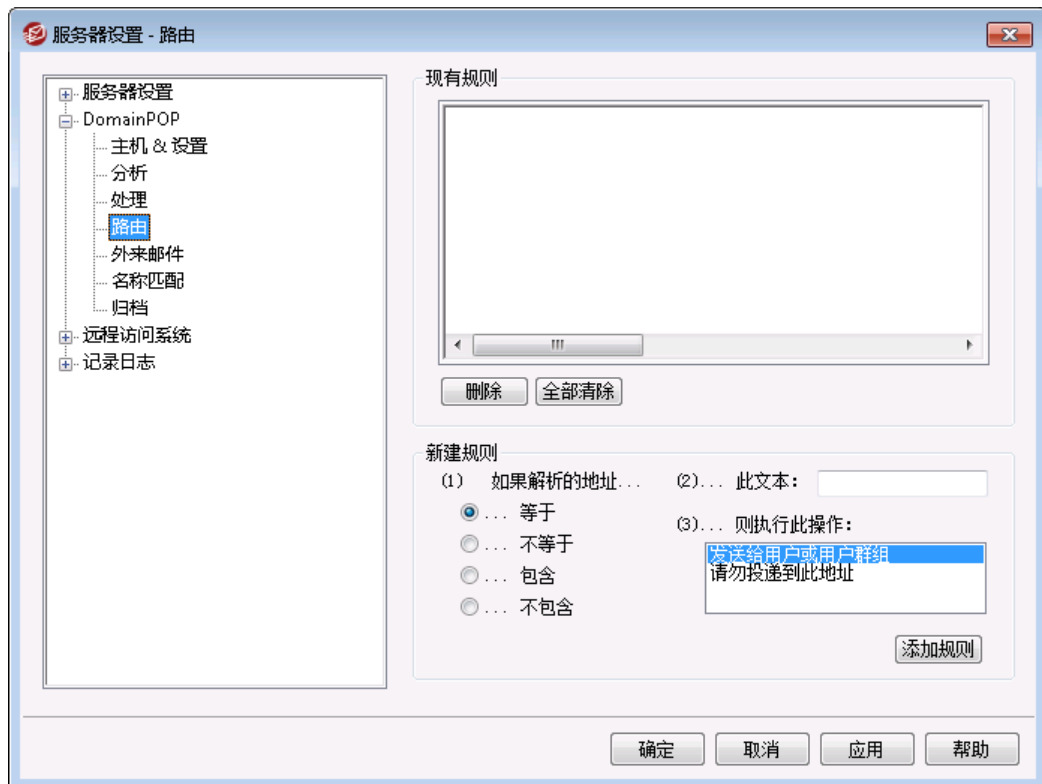 服务器设置 - 路由
服务器设置
DomainPOP
主机 & 设置
分析
处理
路由
外来邮件
名称匹配
归档
远程访问系统
记录日志
现有规则
删除
全部清除
新建规则
(1) 如果解析的地址...
... 等于
... 不等于
... 包含
... 不包含
(2)... 此文本：
(3)... 则执行此操作：
发送给用户或用户群组
请勿投递到此地址
添加规则
确定
取消
应用
帮助